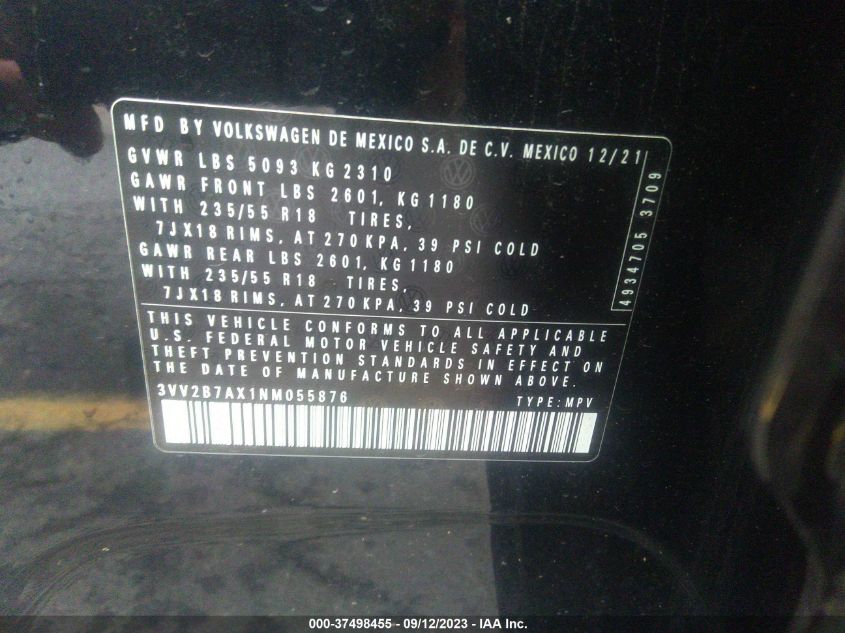 MFD BY VOLKSWAGEN DE MEXICO S.A. DE C.V. MEXICO 12/21
GVWR LBS 5093 KG 2310
GAWR FRONT LBS 2601, KG 1180
WITH 235/55 R18 TIRES,
7JX18 RIMS, AT 270 KPA, 39 PSI COLD
GAWR REAR LBS 2601, KG 1180
WITH 235/55 R18 TIRES,
7JX18 RIMS, AT 270 KPA, 39 PSI COLD
4934705 3709
THIS VEHICLE CONFORMS TO ALL APPLICABLE
U.S. FEDERAL MOTOR VEHICLE SAFETY AND
THEFT PREVENTION STANDARDS IN EFFECT ON
THE DATE OF MANUFACTURE SHOWN ABOVE.
3VV2B7AX1NM055876 TYPE: MPV
000-37498455 - 09/12/2023 - IAA Inc.